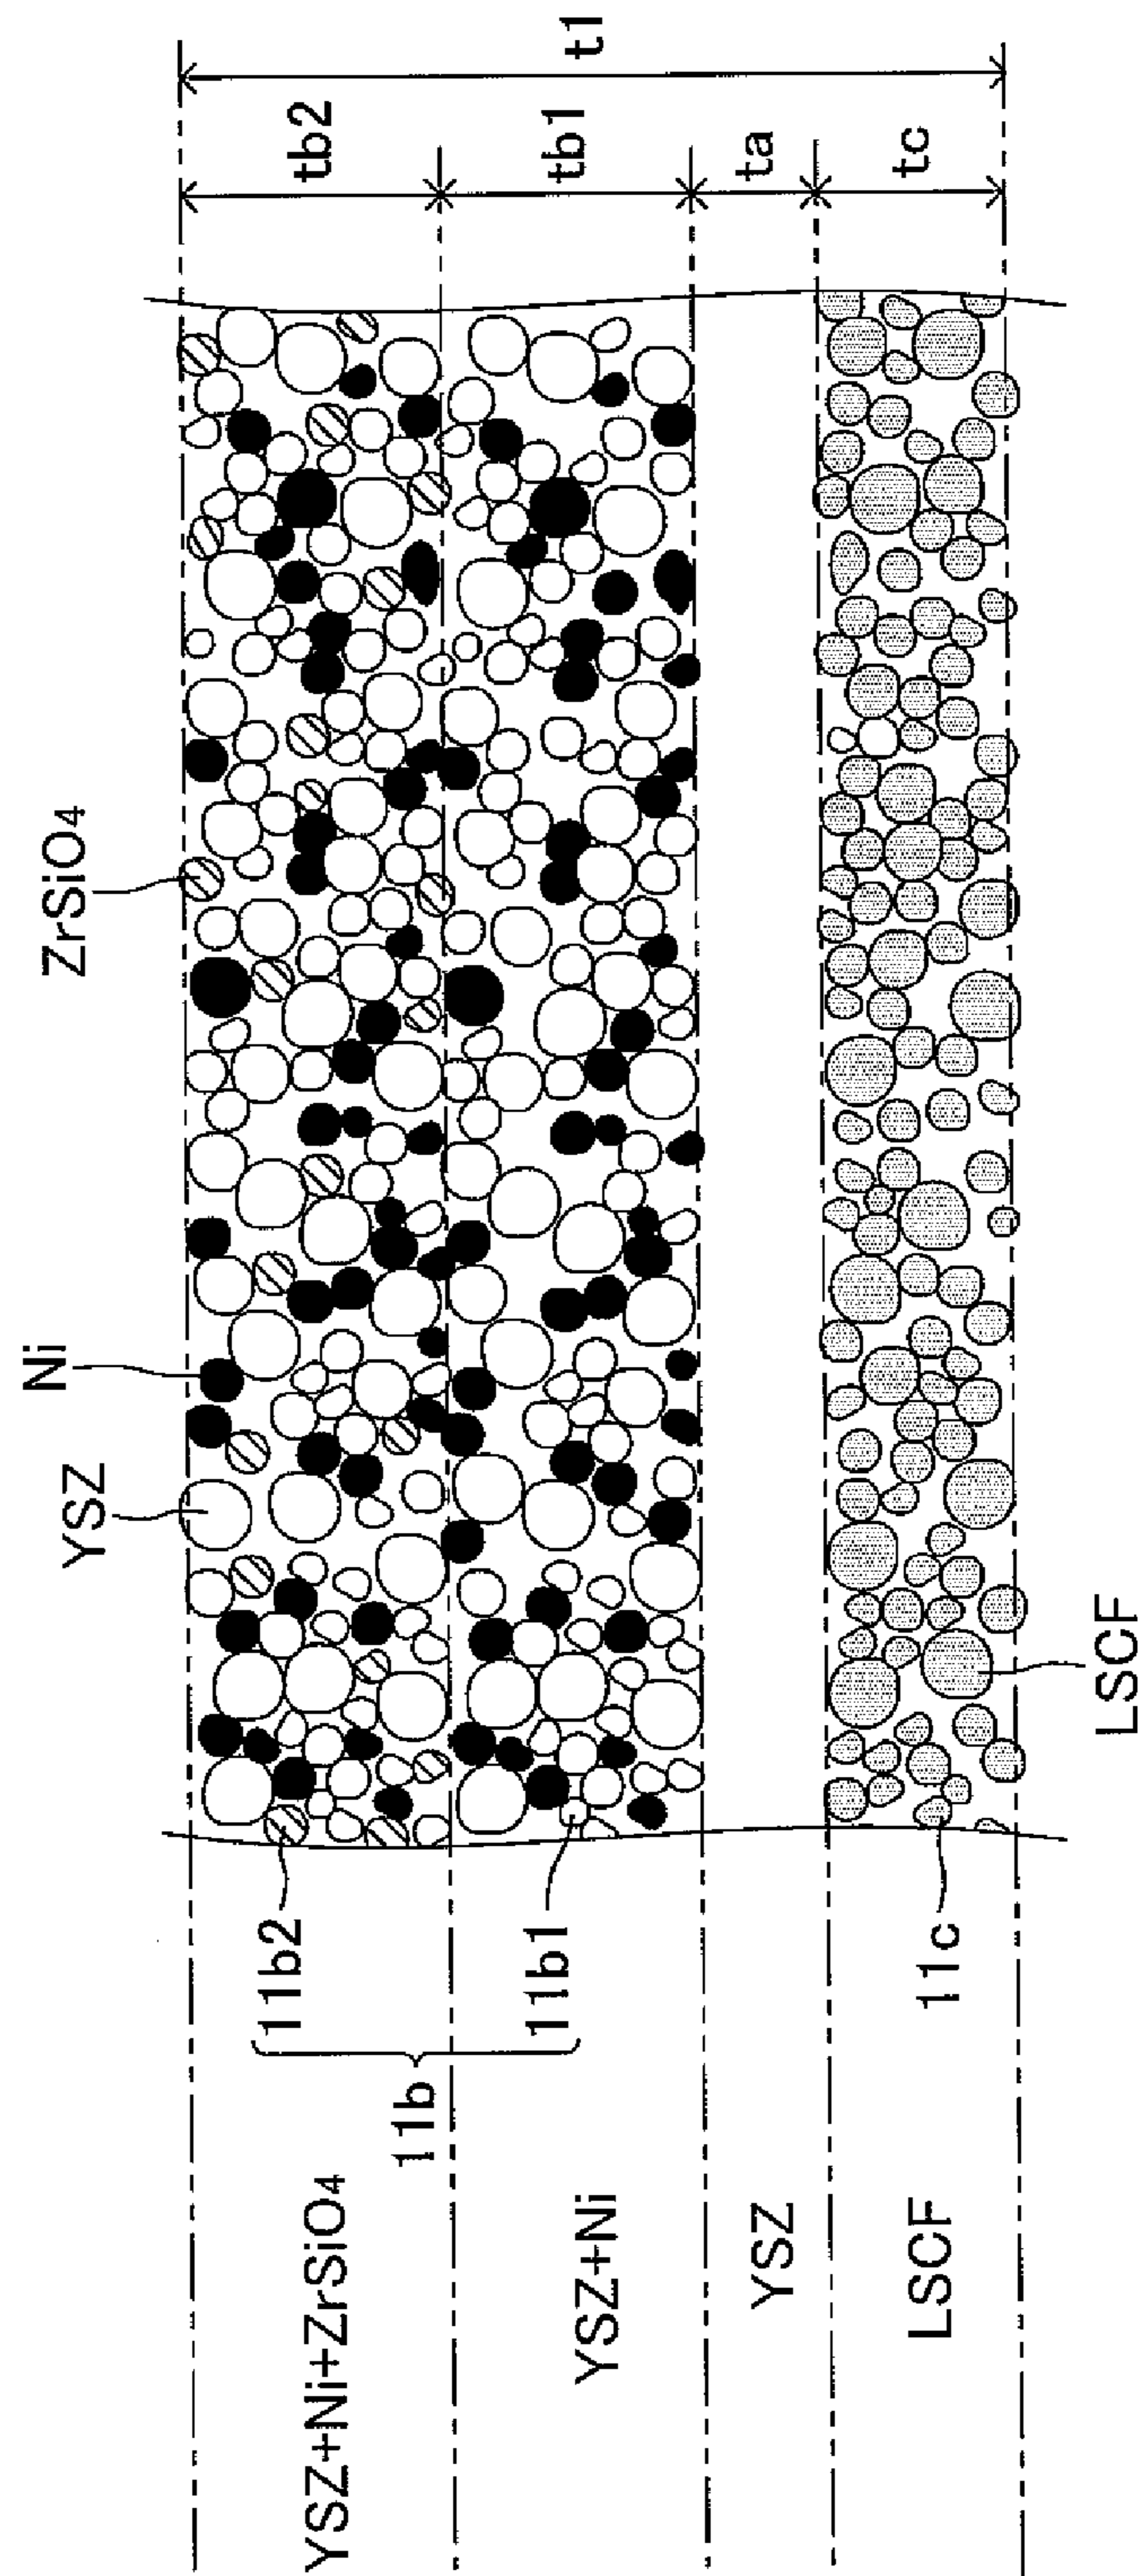 ZrSiO₄
Ni
YSZ
tb2
t1
tb1
ta
tc
YSZ+Ni+ZrSiO₄
11b2
11b
YSZ+Ni
11b1
YSZ
LSCF
11c
LSCF